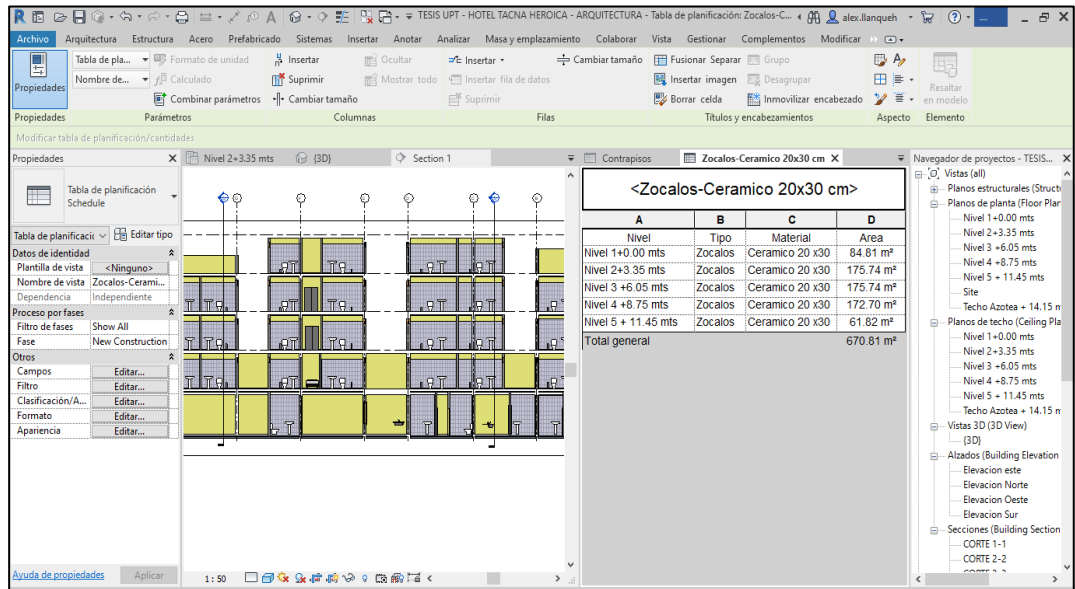 TESIS UPT - HOTEL TACNA HEROICA - ARQUITECTURA - Tabla de planificación: Zocalos-C... alex.llanqueh
Archivo Arquitectura Estructura Acero Prefabricado Sistemas Insertar Anotar Analizar Masa y emplazamiento Colaborar Vista Gestionar Complementos Modificar
Tabla de pla... Formato de unidad Insertar Ocultar Insertar Cambiar tamaño Fusionar Separar Grupo
Nombre de... Calculado Suprimir Mostrar todo Insertar fila de datos Insertar imagen Desagrupar
Propiedades Combinar parámetros Cambiar tamaño Suprimir Borrar celda Inmovilizar encabezado Resaltar en modelo
Propiedades Parámetros Columnas Filas Títulos y encabezamientos Aspecto Elemento
Modificar tabla de planificación/cantidades
Propiedades
Nivel 2+3.35 mts {3D} Section 1
Contrapisos Zocalos-Ceramico 20x30 cm
Navegador de proyectos - TESIS...
Tabla de planificación
Schedule
Tabla de planificaci Editar tipo
Datos de identidad
Plantilla de vista <Ninguno>
Nombre de vista Zocalos-Cerami...
Dependencia Independiente
Proceso por fases
Filtro de fases Show All
Fase New Construction
Otros
Campos Editar...
Filtro Editar...
Clasificación/A... Editar...
Formato Editar...
Apariencia Editar...
Ayuda de propiedades Aplicar
1 : 50
<Zocalos-Ceramico 20x30 cm>
A B C D
Nivel Tipo Material Area
Nivel 1+0.00 mts Zocalos Ceramico 20 x30 84.81 m²
Nivel 2+3.35 mts Zocalos Ceramico 20 x30 175.74 m²
Nivel 3 +6.05 mts Zocalos Ceramico 20 x30 175.74 m²
Nivel 4 +8.75 mts Zocalos Ceramico 20 x30 172.70 m²
Nivel 5 + 11.45 mts Zocalos Ceramico 20 x30 61.82 m²
Total general 670.81 m²
Vistas (all)
Planos estructurales (Struct
Planos de planta (Floor Plan
Nivel 1+0.00 mts
Nivel 2+3.35 mts
Nivel 3 +6.05 mts
Nivel 4 +8.75 mts
Nivel 5 + 11.45 mts
Site
Techo Azotea + 14.15 m
Planos de techo (Ceiling Pla
Nivel 1+0.00 mts
Nivel 2+3.35 mts
Nivel 3 +6.05 mts
Nivel 4 +8.75 mts
Nivel 5 + 11.45 mts
Techo Azotea + 14.15 m
Vistas 3D (3D View)
{3D}
Alzados (Building Elevation
Elevacion este
Elevacion Norte
Elevacion Oeste
Elevacion Sur
Secciones (Building Section
CORTE 1-1
CORTE 2-2